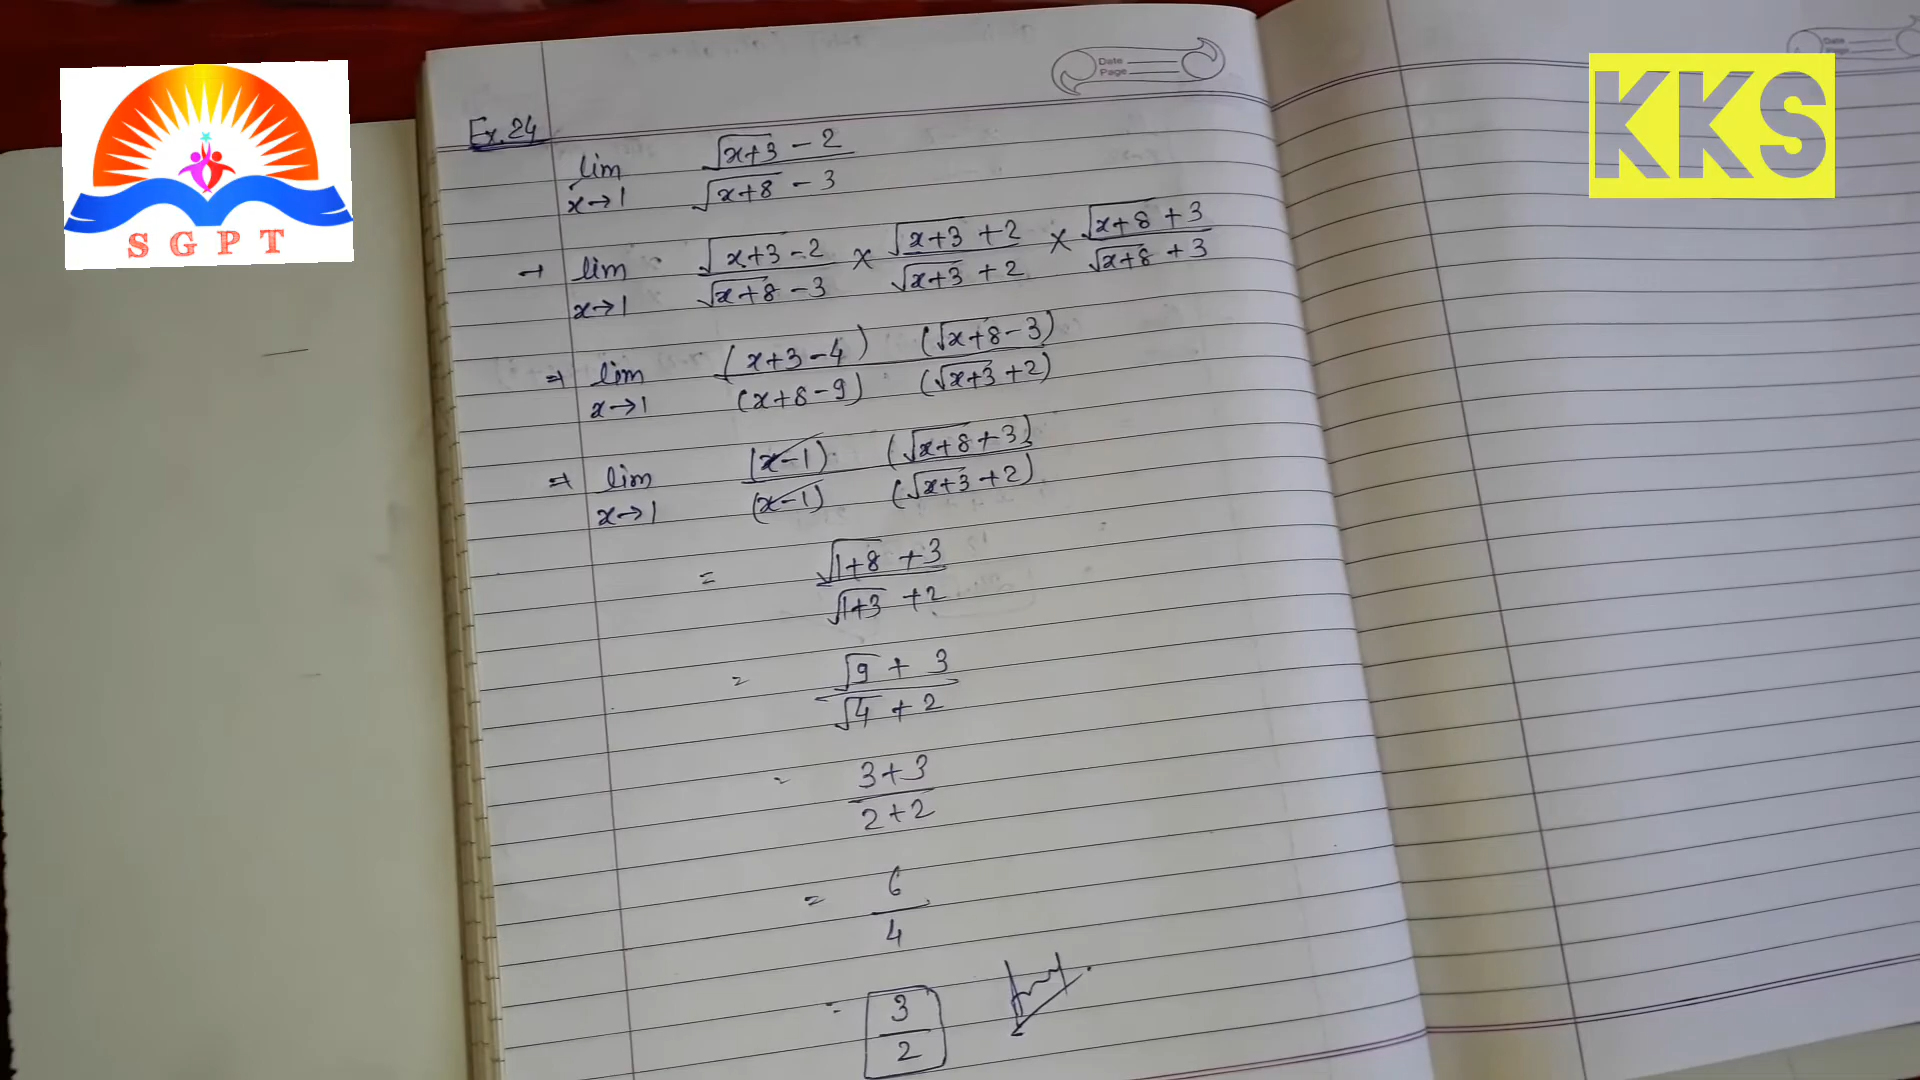 SGPT
KKS
Date
Page
Date
Ex.24
lim x→1 (√(x+3) - 2)/(√(x+8) - 3)
→ lim x→1 (√(x+3) - 2)/(√(x+8) - 3) × (√(x+3) + 2)/(√(x+3) + 2) × (√(x+8) + 3)/(√(x+8) + 3)
⇒ lim x→1 (x+3-4) (√(x+8) - 3)/(x+8-9) (√(x+3) + 2)
⇒ lim x→1 (x-1) (√(x+8) + 3)/(x-1) (√(x+3) + 2)
= (√(1+8) + 3)/(√(1+3) + 2)
= (√9 + 3)/(√4 + 2)
= (3+3)/(2+2)
= 6/4
= 3/2